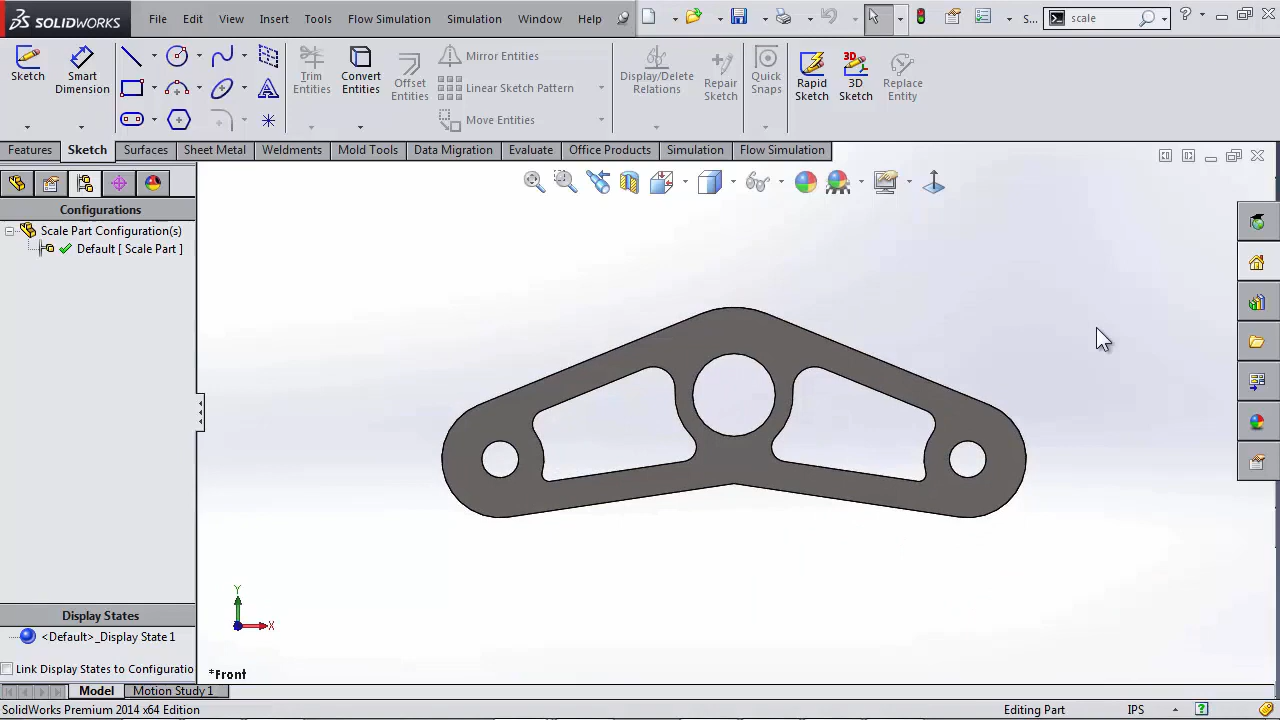 SOLIDWORKS File Edit View Insert Tools Flow Simulation Simulation Window Help S... scale
Sketch Smart Dimension Trim Entities Convert Entities Offset Entities Mirror Entities Linear Sketch Pattern Move Entities Display/Delete Relations Repair Sketch Quick Snaps Rapid Sketch 3D Sketch Replace Entity
Features Sketch Surfaces Sheet Metal Weldments Mold Tools Data Migration Evaluate Office Products Simulation Flow Simulation
Configurations
Scale Part Configuration(s)
Default [ Scale Part ]
Display States
<Default>_Display State 1
Link Display States to Configuratio
Y
X
*Front
Model Motion Study 1
SolidWorks Premium 2014 x64 Edition Editing Part IPS